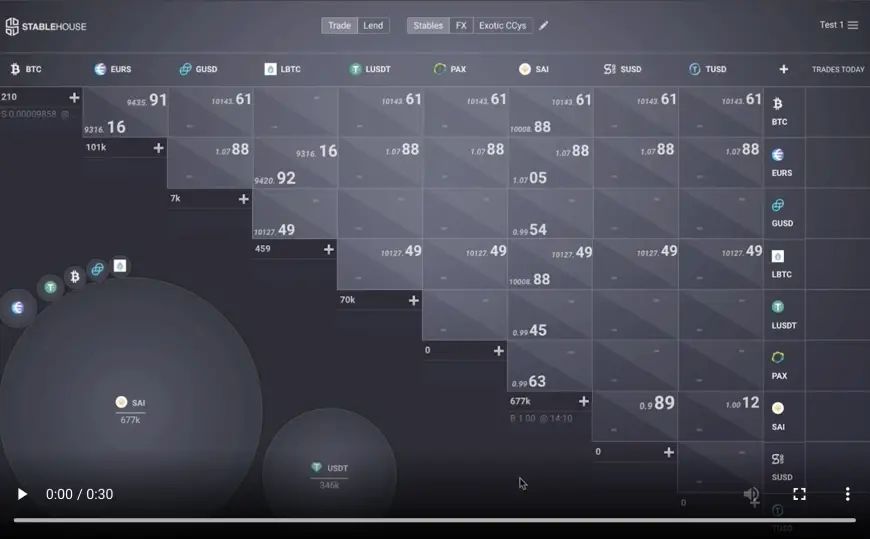 STABLEHOUSE Trade Lend Stables FX Exotic CCys Test 1
BTC EURS GUSD LBTC LUSDT PAX SAI SUSD TUSD + TRADES TODAY
210 + 9435. 91 10143. 61 -- 10143. 61 10143. 61 10143. 61 10143. 61 10143. 61
S 0.00009858 @ 9316. 16 -- -- -- -- 10008. 88 -- -- BTC
101k + 1.07 88 9316. 16 1.07 88 1.07 88 1.07 88 1.07 88 1.07 88
-- 9420. 92 -- -- 1.07 05 -- -- EURS
7k + -- -- -- -- -- --
10127. 49 -- -- 0.99 54 -- -- GUSD
459 + 10127. 49 10127. 49 10127. 49 10127. 49 10127. 49
-- -- 10008. 88 -- -- LBTC
70k + -- -- -- --
-- 0.99 45 -- -- LUSDT
0 + -- -- --
0.99 63 -- -- PAX
677k + 0.9 89 1.00 12
B 1.00 @ 14:10 -- -- SAI
0 + --
-- SUSD
0 +
SAI
677k
USDT
346k
0:00 / 0:30